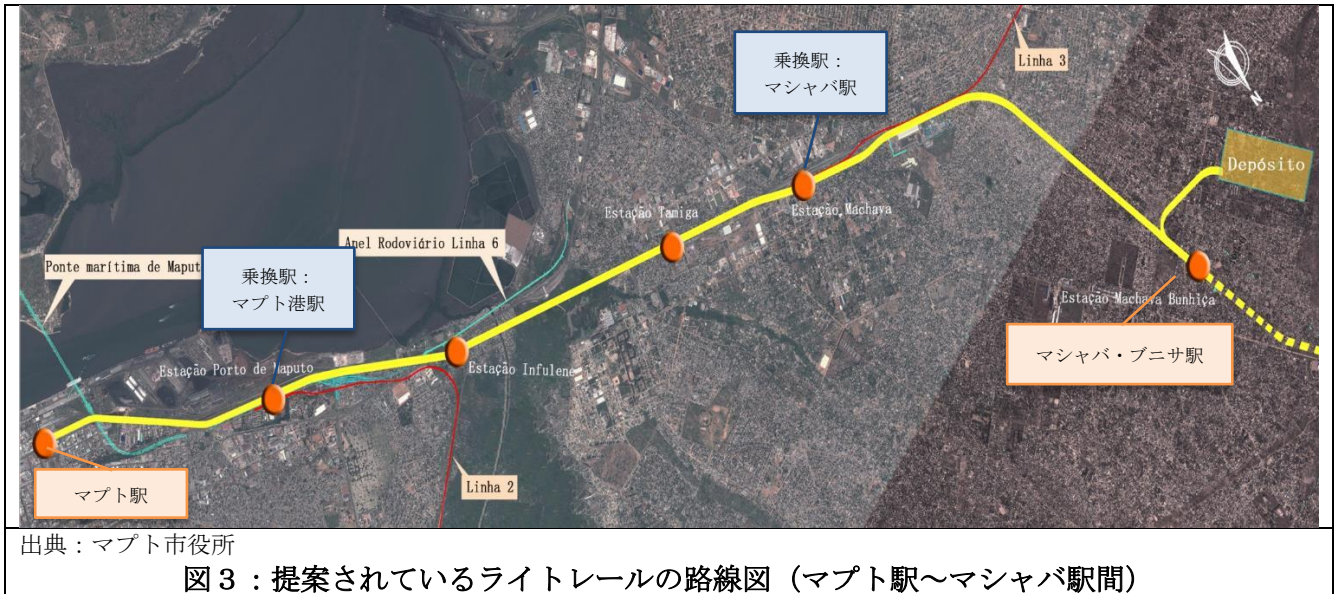 乗換駅：
マシャバ駅
Linha 3
Depósito
Estação Tamiga
Estação Machava
Anel Rodoviário Linha 6
Ponte marítima de Maput
乗換駅：
マプト港駅
Estação Machava Bunhiça
マシャバ・ブニサ駅
Estação Porto de Maputo
Estação Infulene
マプト駅
Linha 2
N
出典：マプト市役所
図３：提案されているライトレールの路線図（マプト駅～マシャバ駅間）